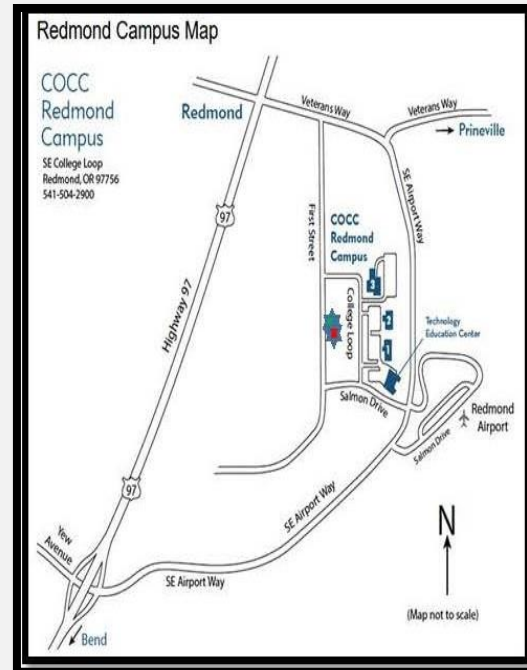 Redmond Campus Map
COCC
Redmond
Campus
SE College Loop
Redmond, OR 97756
541-504-2900
Redmond
Veterans Way
Veterans Way
→ Prineville
97
Highway 97
First Street
SE Airport Way
COCC
Redmond
Campus
3
College Loop
2
1
Technology
Education Center
Salmon Drive
Redmond
Airport
Salmon Drive
97
SE Airport Way
Yew
Avenue
SE Airport Way
N
(Map not to scale)
Bend